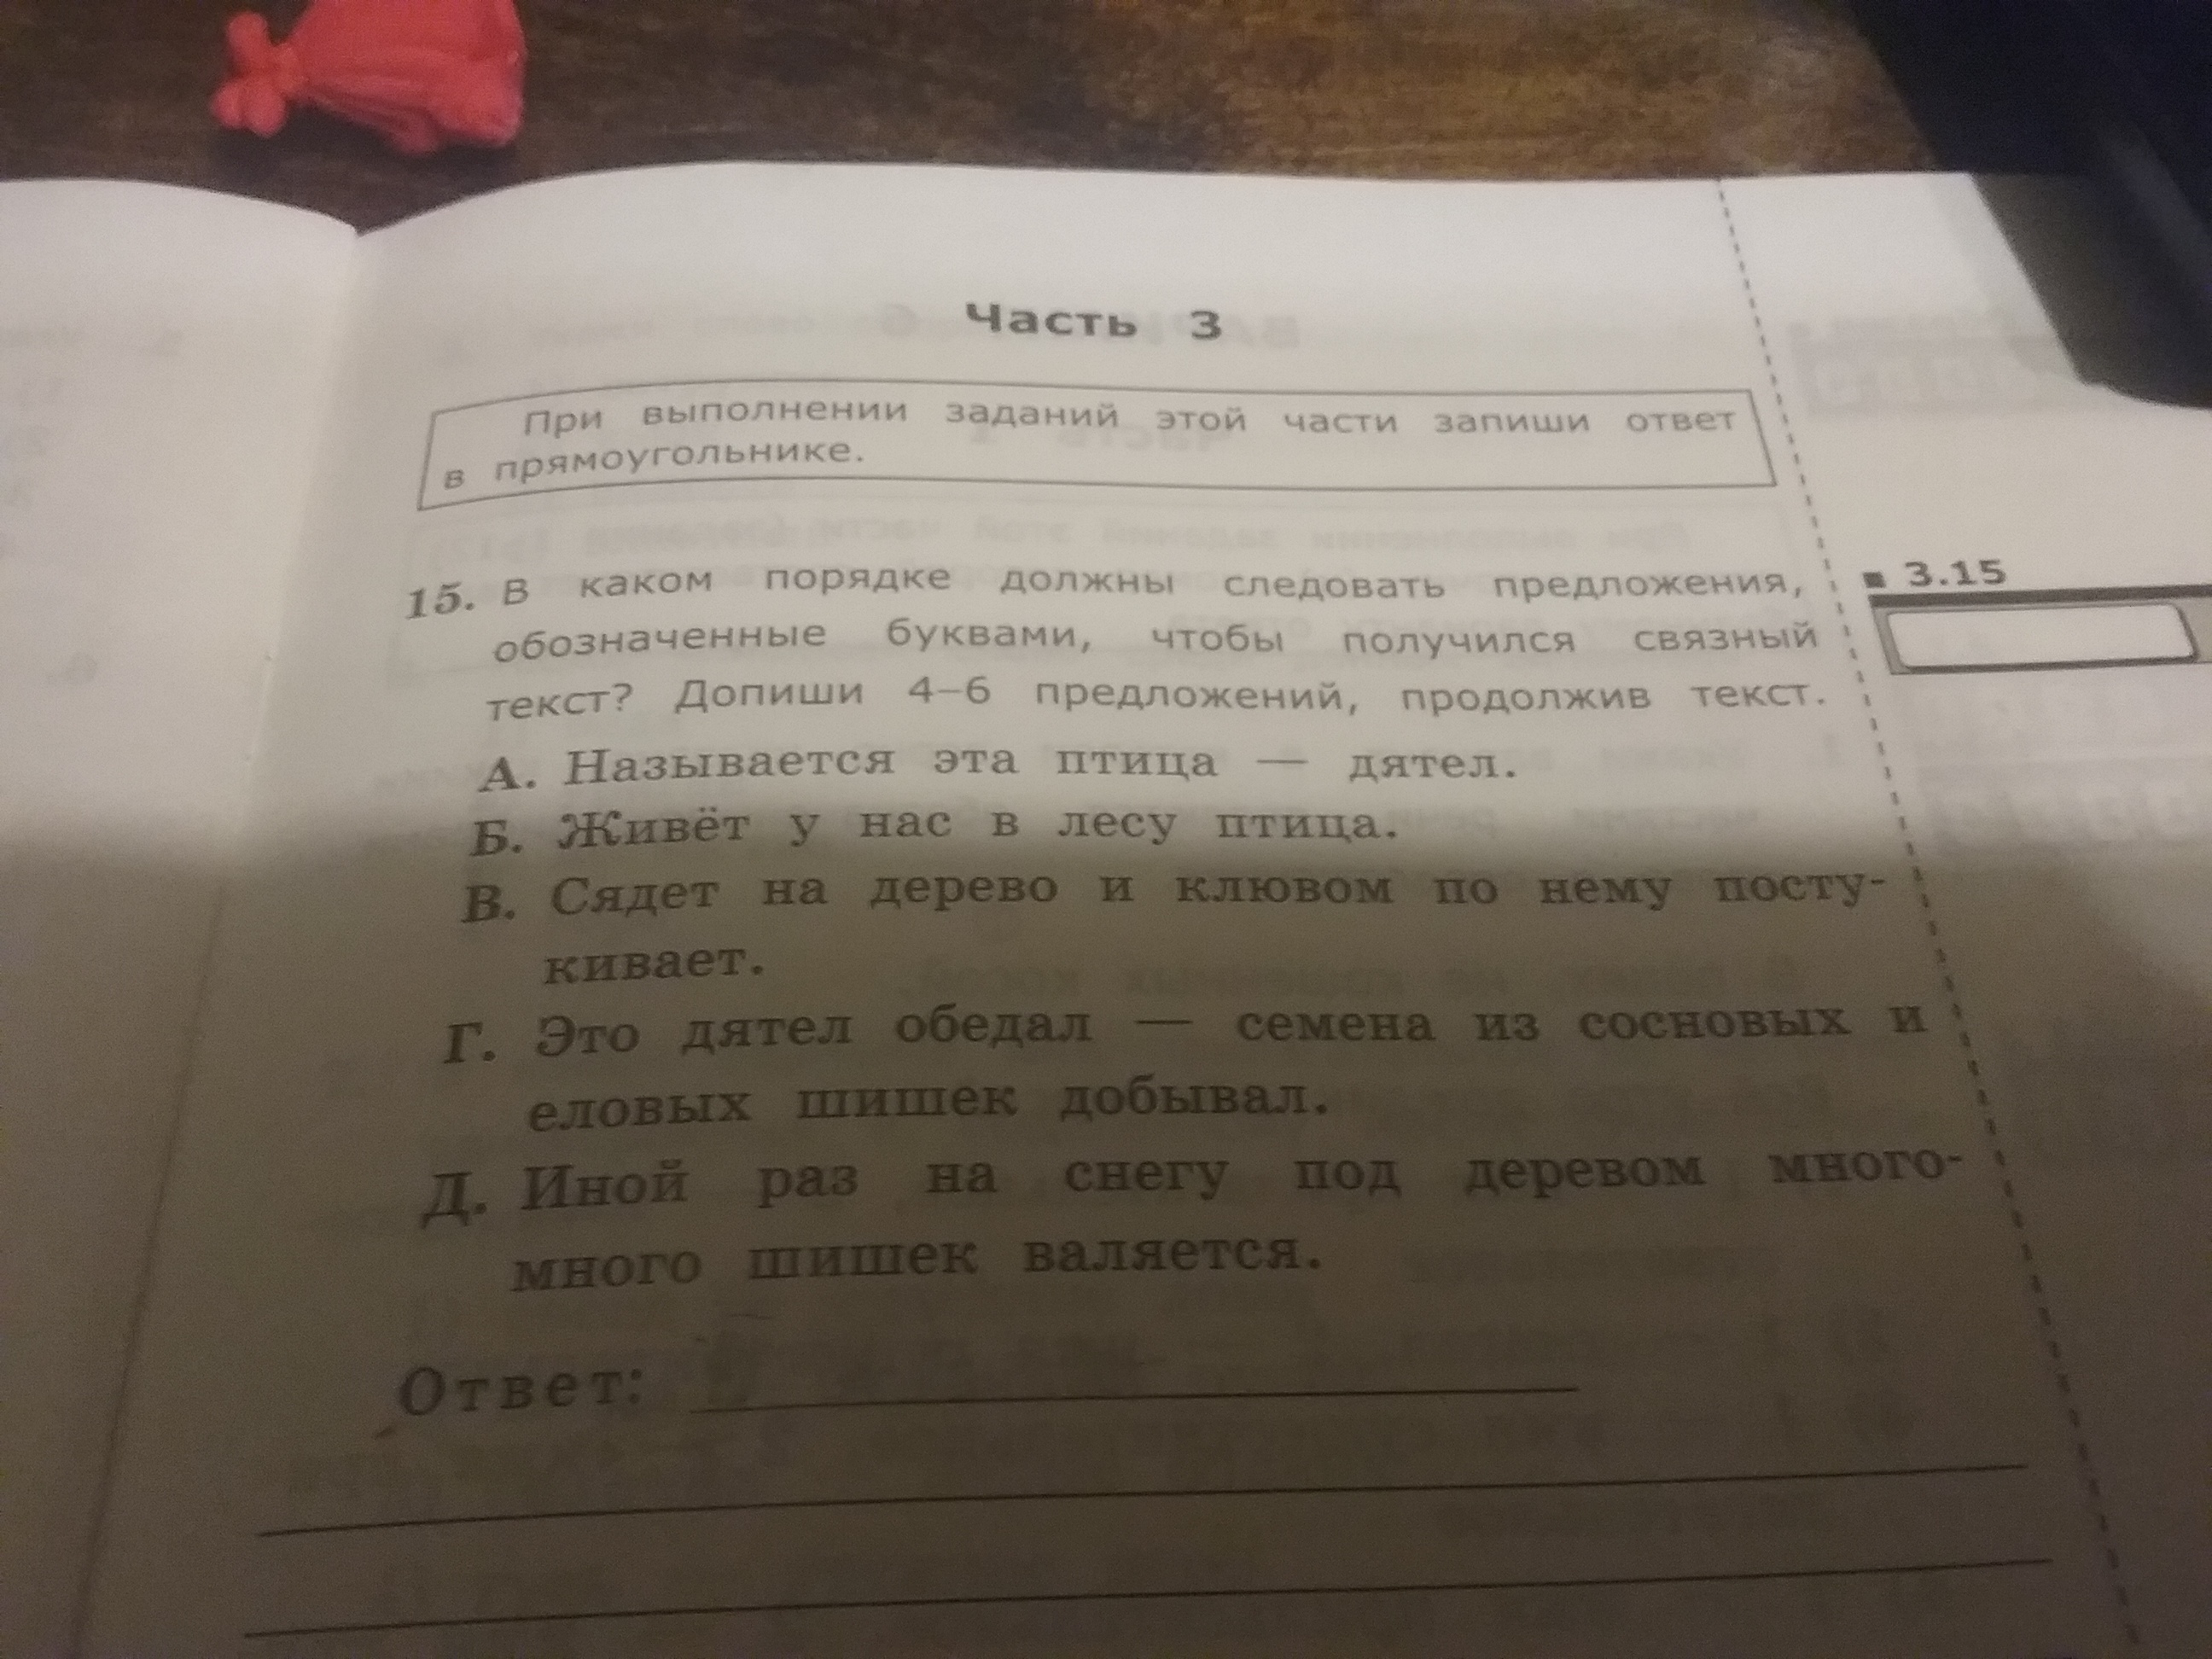 Часть 3
При выполнении заданий этой части запиши ответ
в прямоугольнике.
15. В каком порядке должны следовать предложения,
обозначенные буквами, чтобы получился связный
текст? Допиши 4–6 предложений, продолжив текст.
3.15
А. Называется эта птица — дятел.
Б. Живёт у нас в лесу птица.
В. Сядет на дерево и клювом по нему посту-
кивает.
Г. Это дятел обедал — семена из сосновых и
еловых шишек добывал.
Д. Иной раз на снегу под деревом много-
много шишек валяется.
Ответ: